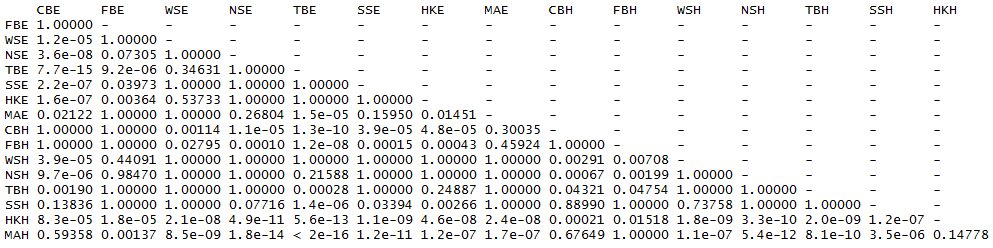 CBE FBE WSE NSE TBE SSE HKE MAE CBH FBH WSH NSH TBH SSH HKH
FBE 1.00000 - - - - - - - - - - - - - -
WSE 1.2e-05 1.00000 - - - - - - - - - - - - -
NSE 3.6e-08 0.07305 1.00000 - - - - - - - - - - - -
TBE 7.7e-15 9.2e-06 0.34631 1.00000 - - - - - - - - - - -
SSE 2.2e-07 0.03973 1.00000 1.00000 1.00000 - - - - - - - - - -
HKE 1.6e-07 0.00364 0.53733 1.00000 1.00000 1.00000 - - - - - - - - -
MAE 0.02122 1.00000 1.00000 0.26804 1.5e-05 0.15950 0.01451 - - - - - - - -
CBH 1.00000 1.00000 0.00114 1.1e-05 1.3e-10 3.9e-05 4.8e-05 0.30035 - - - - - - -
FBH 1.00000 1.00000 0.02795 0.00010 1.2e-08 0.00015 0.00043 0.45924 1.00000 - - - - - -
WSH 3.9e-05 0.44091 1.00000 1.00000 1.00000 1.00000 1.00000 1.00000 0.00291 0.00708 - - - - -
NSH 9.7e-06 0.98470 1.00000 1.00000 0.21588 1.00000 1.00000 1.00000 0.00067 0.00199 1.00000 - - - -
TBH 0.00190 1.00000 1.00000 1.00000 0.00028 1.00000 0.24887 1.00000 0.04321 0.04754 1.00000 1.00000 - - -
SSH 0.13836 1.00000 1.00000 0.07716 1.4e-06 0.03394 0.00266 1.00000 0.88990 1.00000 0.73758 1.00000 1.00000 - -
HKH 8.3e-05 1.8e-05 2.1e-08 4.9e-11 5.6e-13 1.1e-09 4.6e-08 2.4e-08 0.00021 0.01518 1.8e-09 3.3e-10 2.0e-09 1.2e-07 -
MAH 0.59358 0.00137 8.5e-09 1.8e-14 < 2e-16 1.2e-11 1.2e-07 1.7e-07 0.67649 1.00000 1.1e-07 5.4e-12 8.1e-10 3.5e-06 0.14778